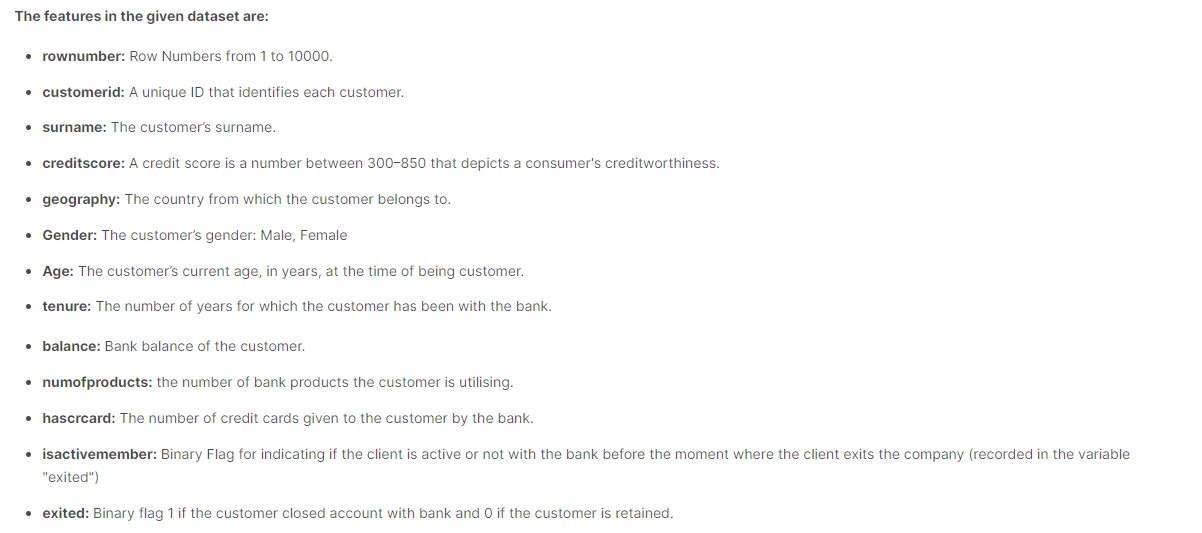 The features in the given dataset are:
• rownumber: Row Numbers from 1 to 10000.
• customerid: A unique ID that identifies each customer.
• surname: The customer’s surname.
• creditscore: A credit score is a number between 300–850 that depicts a consumer's creditworthiness.
• geography: The country from which the customer belongs to.
• Gender: The customer’s gender: Male, Female
• Age: The customer’s current age, in years, at the time of being customer.
• tenure: The number of years for which the customer has been with the bank.
• balance: Bank balance of the customer.
• numofproducts: the number of bank products the customer is utilising.
• hascrcard: The number of credit cards given to the customer by the bank.
• isactivemember: Binary Flag for indicating if the client is active or not with the bank before the moment where the client exits the company (recorded in the variable
"exited")
• exited: Binary flag 1 if the customer closed account with bank and 0 if the customer is retained.